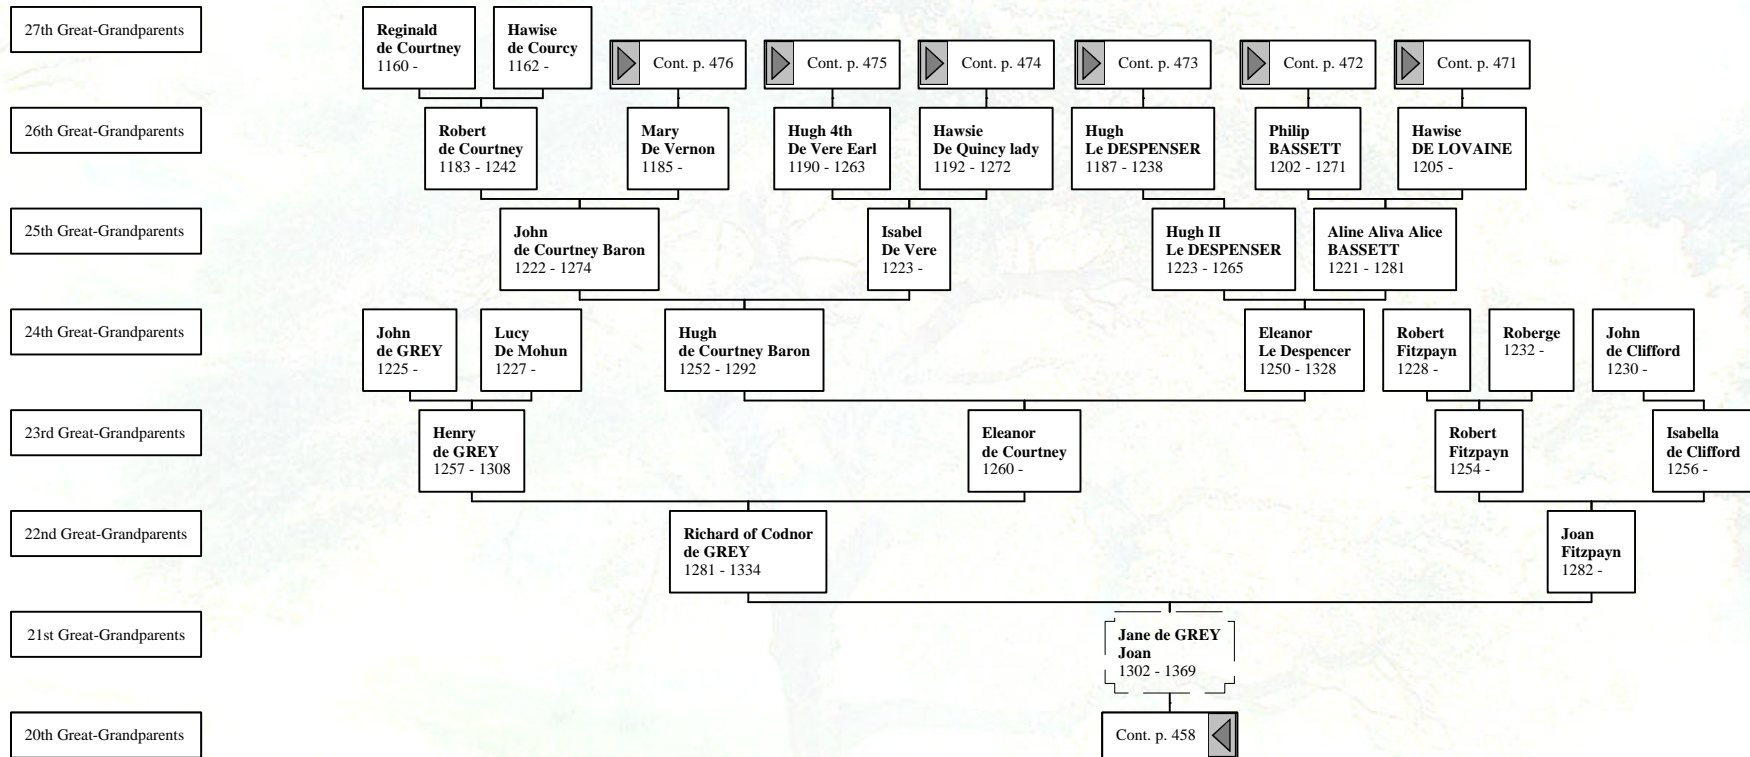 27th Great-Grandparents
Reginald
de Courtney
1160 -
Hawise
de Courcy
1162 -
Cont. p. 476
Cont. p. 475
Cont. p. 474
Cont. p. 473
Cont. p. 472
Cont. p. 471
26th Great-Grandparents
Robert
de Courtney
1183 - 1242
Mary
De Vernon
1185 -
Hugh 4th
De Vere Earl
1190 - 1263
Hawsie
De Quincy lady
1192 - 1272
Hugh
Le DESPENSER
1187 - 1238
Philip
BASSETT
1202 - 1271
Hawise
DE LOVAINE
1205 -
25th Great-Grandparents
John
de Courtney Baron
1222 - 1274
Isabel
De Vere
1223 -
Hugh II
Le DESPENSER
1223 - 1265
Aline Aliva Alice
BASSETT
1221 - 1281
24th Great-Grandparents
John
de GREY
1225 -
Lucy
De Mohun
1227 -
Hugh
de Courtney Baron
1252 - 1292
Eleanor
Le Despencer
1250 - 1328
Robert
Fitzpayn
1228 -
Roberge
1232 -
John
de Clifford
1230 -
23rd Great-Grandparents
Henry
de GREY
1257 - 1308
Eleanor
de Courtney
1260 -
Robert
Fitzpayn
1254 -
Isabella
de Clifford
1256 -
22nd Great-Grandparents
Richard of Codnor
de GREY
1281 - 1334
Joan
Fitzpayn
1282 -
21st Great-Grandparents
Jane de GREY
Joan
1302 - 1369
20th Great-Grandparents
Cont. p. 458